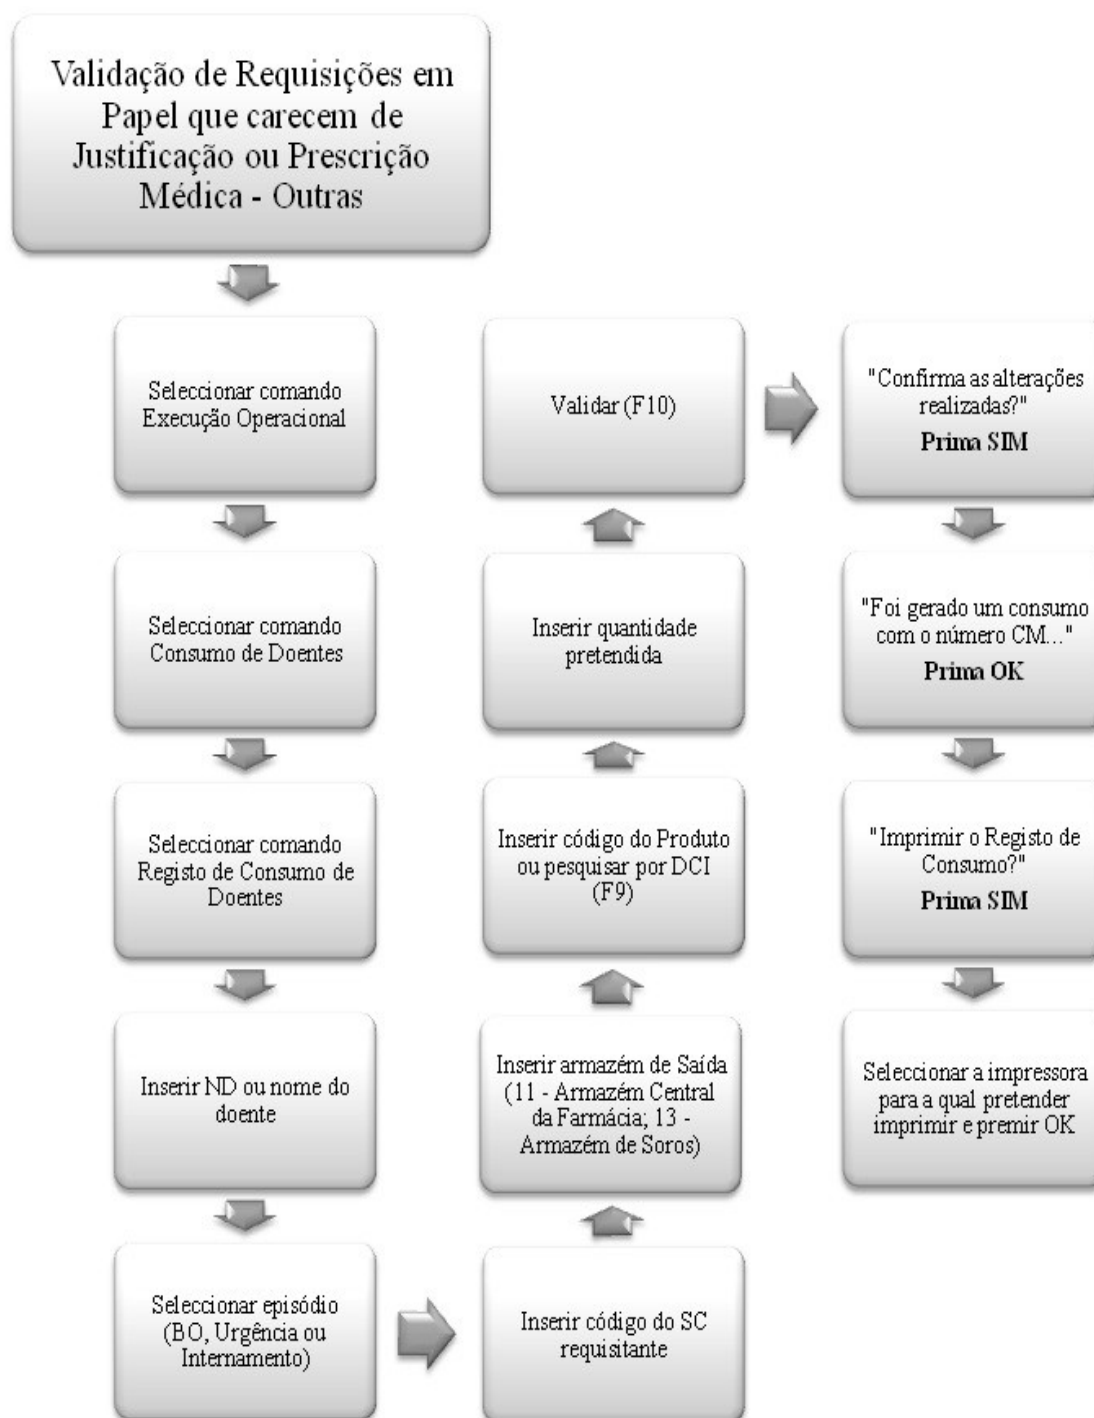 Validação de Requisições em
Papel que carecem de
Justificação ou Prescrição
Médica - Outras
Seleccionar comando
Execução Operacional
Seleccionar comando
Consumo de Doentes
Seleccionar comando
Registo de Consumo de
Doentes
Inserir ND ou nome do
doente
Seleccionar episódio
(BO, Urgência ou
Internamento)
Inserir código do SC
requisitante
Inserir armazém de Saída
(11 - Armazém Central
da Farmácia; 13 -
Armazém de Soros)
Inserir código do Produto
ou pesquisar por DCI
(F9)
Inserir quantidade
pretendida
Validar (F10)
"Confirma as alterações
realizadas?"
Prima SIM
"Foi gerado um consumo
com o número CM..."
Prima OK
"Imprimir o Registo de
Consumo?"
Prima SIM
Seleccionar a impressora
para a qual pretender
imprimir e premir OK